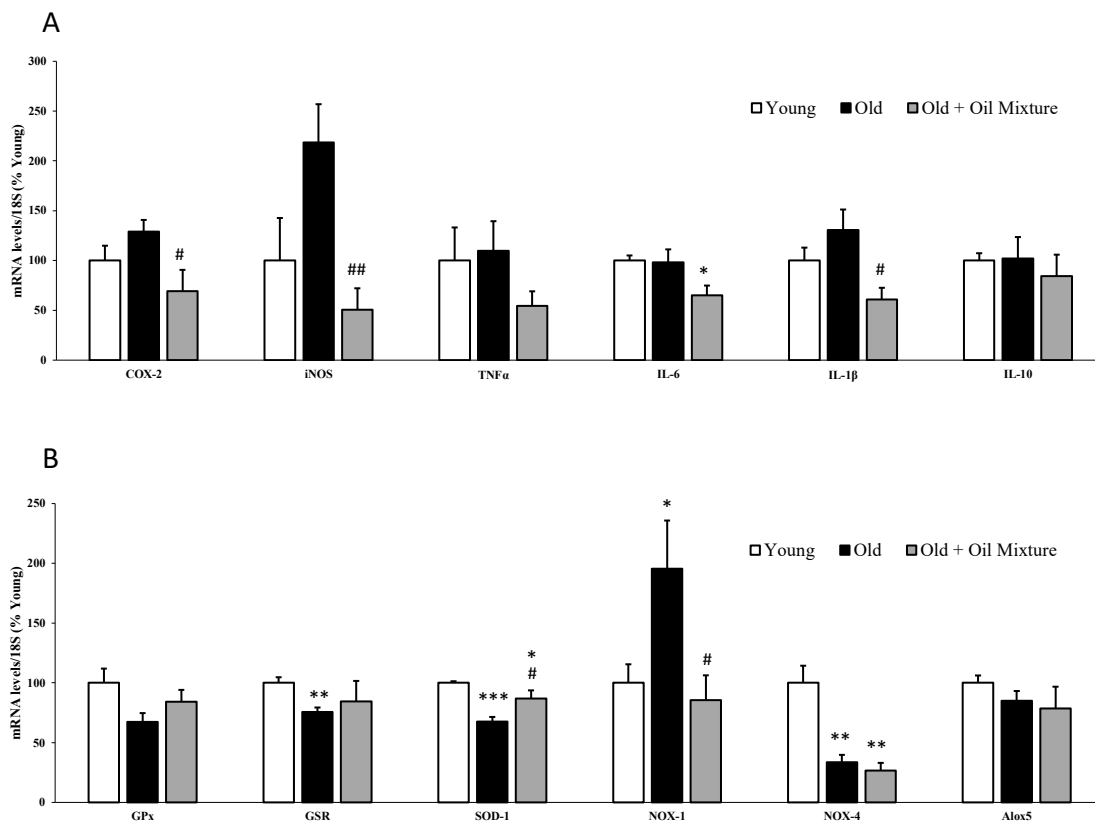 A
300
250
200
150
100
50
0
mRNA levels/18S (% Young)
Young Old Old + Oil Mixture
# ## * #
COX-2 iNOS TNFα IL-6 IL-1β IL-10
B
250
200
150
100
50
0
mRNA levels/18S (% Young)
Young Old Old + Oil Mixture
*
*
** *** # # ** **
GPx GSR SOD-1 NOX-1 NOX-4 Alox5